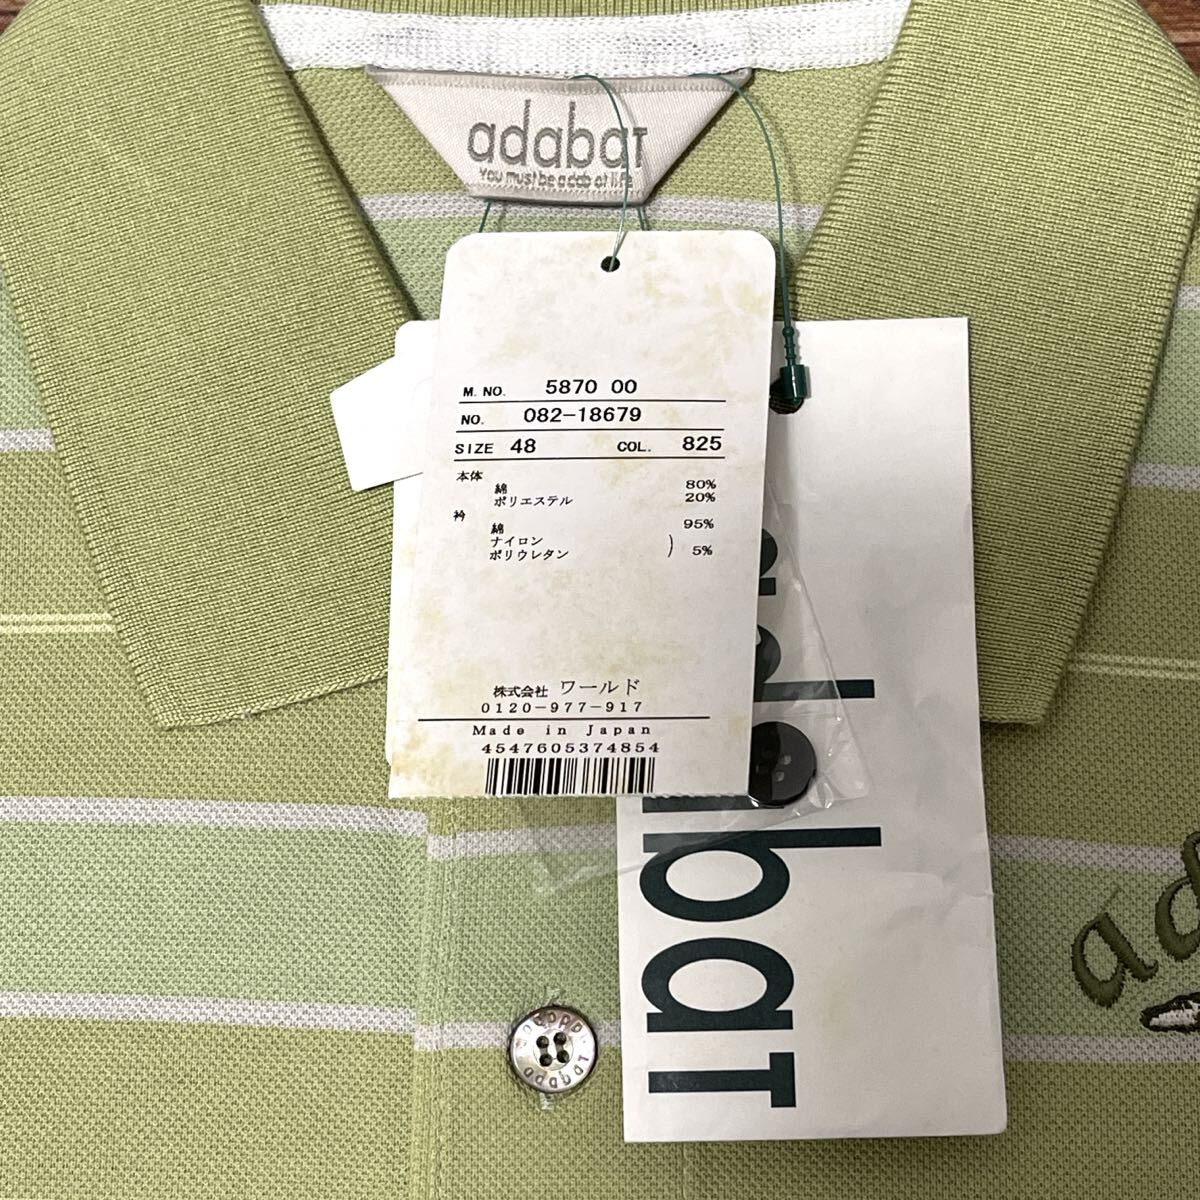 adabaT
You must be a dab at life
M. NO. 5870 00
NO. 082-18679
SIZE 48 COL. 825
本体
綿 80%
ポリエステル 20%
衿
綿 95%
ナイロン
ポリウレタン ) 5%
株式会社 ワールド
0120-977-917
Made in Japan
4547605374854
adabaT
adabaT
ad